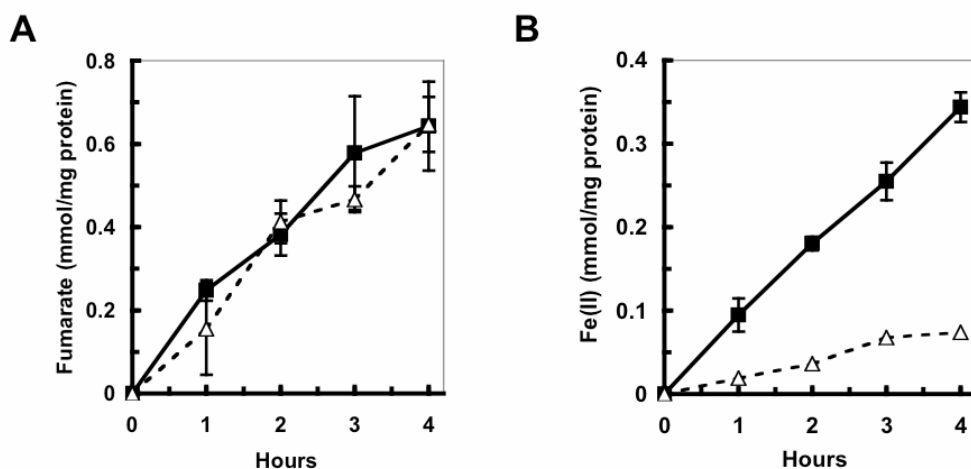 A
Fumarate (mmol/mg protein)
0.8
0.6
0.4
0.2
0
0 1 2 3 4
Hours
B
Fe(II) (mmol/mg protein)
0.4
0.3
0.2
0.1
0
0 1 2 3 4
Hours